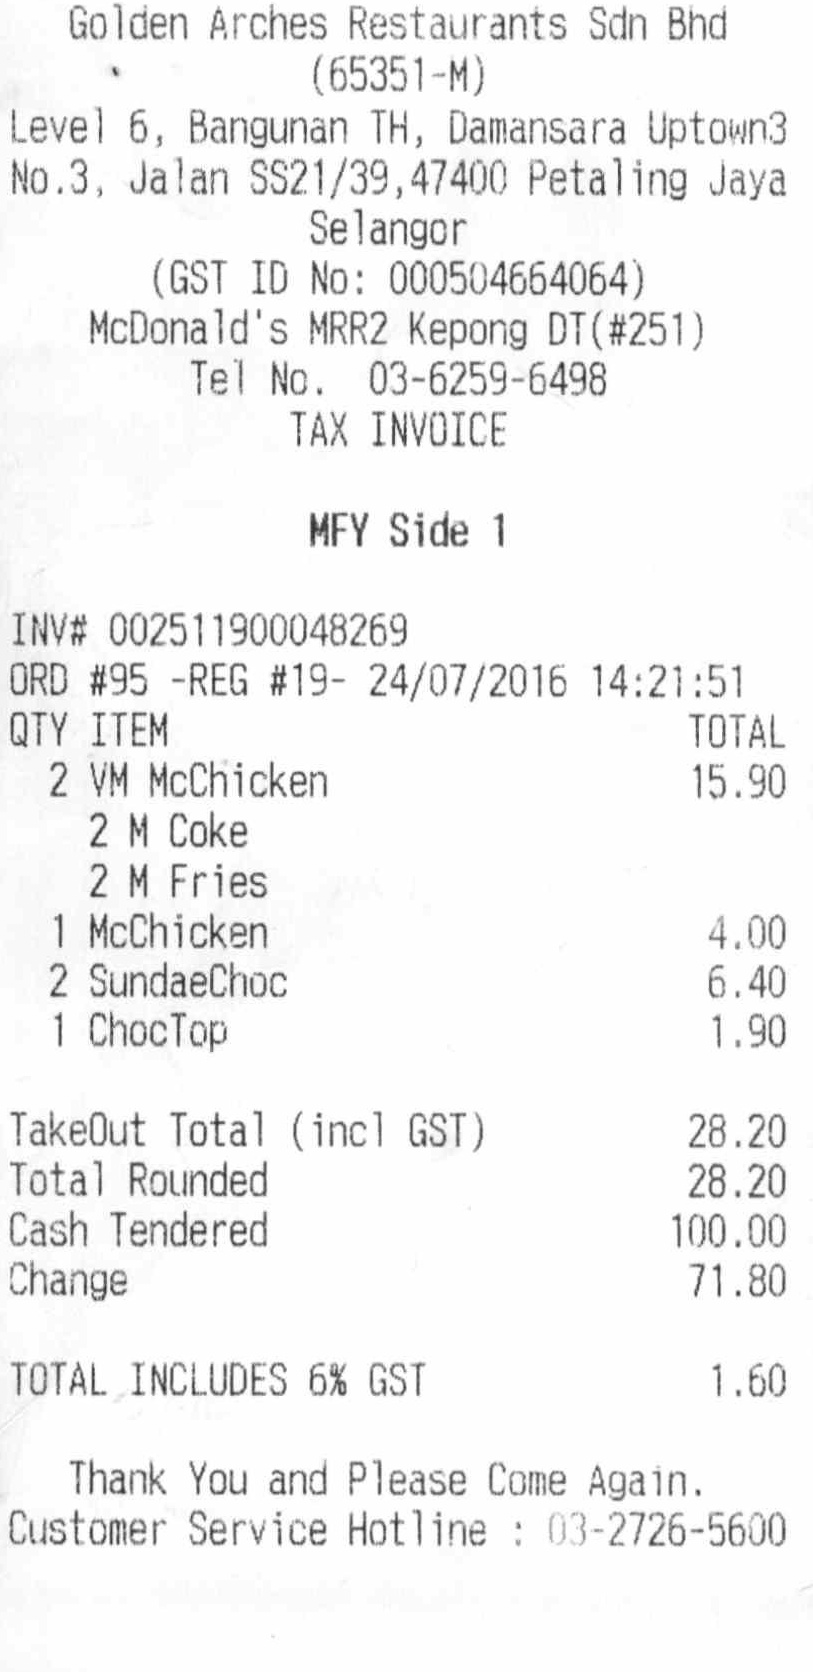 Golden Arches Restaurants Sdn Bhd
(65351-M)
Level 6, Bangunan TH, Damansara Uptown3
No.3, Jalan SS21/39,47400 Petaling Jaya
Selangor
(GST ID No: 000504664064)
McDonald's MRR2 Kepong DT(#251)
Tel No.  03-6259-6498
TAX INVOICE
MFY Side 1
INV# 002511900048269
ORD #95 -REG #19- 24/07/2016 14:21:51
QTY ITEM TOTAL
2 VM McChicken 15.90
2 M Coke
2 M Fries
1 McChicken 4.00
2 SundaeChoc 6.40
1 ChocTop 1.90
TakeOut Total (incl GST) 28.20
Total Rounded 28.20
Cash Tendered 100.00
Change 71.80
TOTAL INCLUDES 6% GST 1.60
Thank You and Please Come Again.
Customer Service Hotline : 03-2726-5600